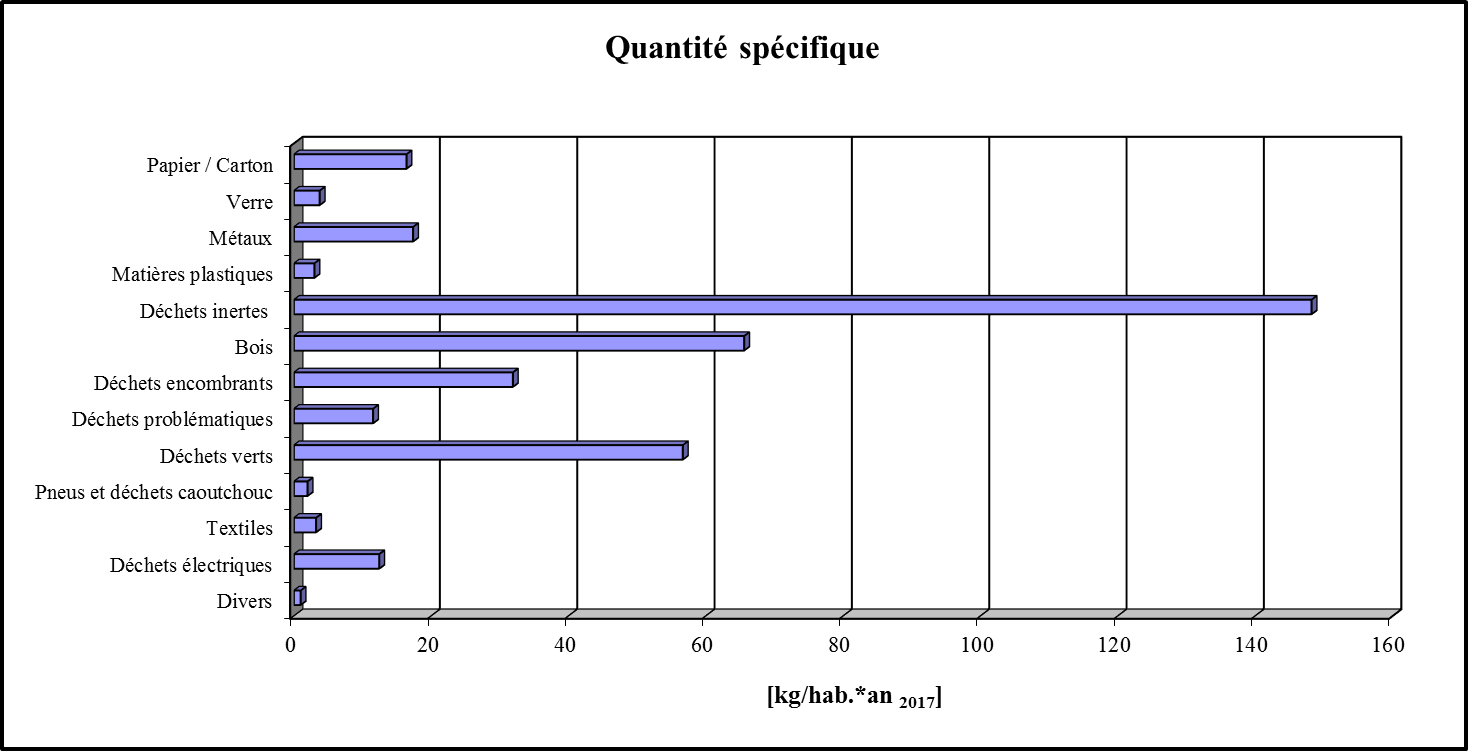 Quantité spécifique
Papier / Carton
Verre
Métaux
Matières plastiques
Déchets inertes
Bois
Déchets encombrants
Déchets problématiques
Déchets verts
Pneus et déchets caoutchouc
Textiles
Déchets électriques
Divers
0 20 40 60 80 100 120 140 160
[kg/hab.*an 2017]